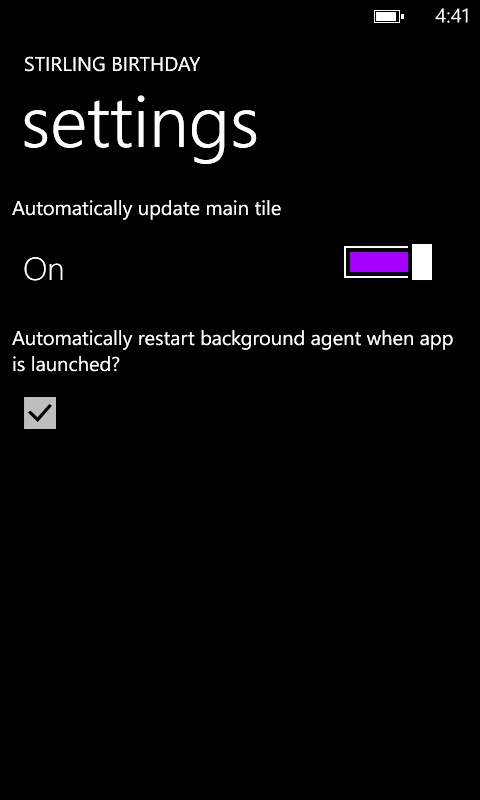 4:41
STIRLING BIRTHDAY
settings
Automatically update main tile
On
Automatically restart background agent when app
is launched?